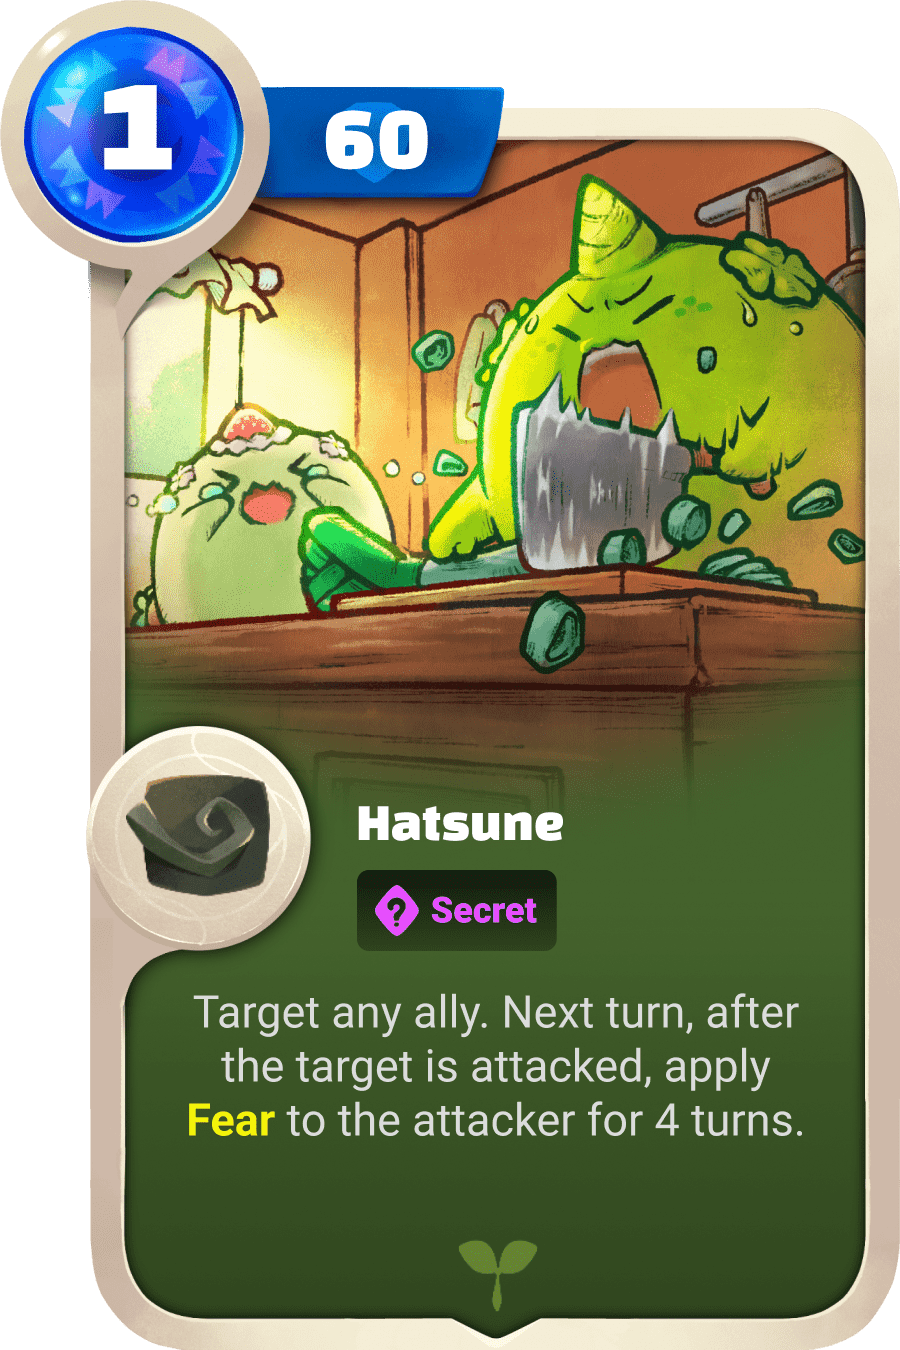 1
60
Hatsune
? Secret
Target any ally. Next turn, after
the target is attacked, apply
Fear to the attacker for 4 turns.